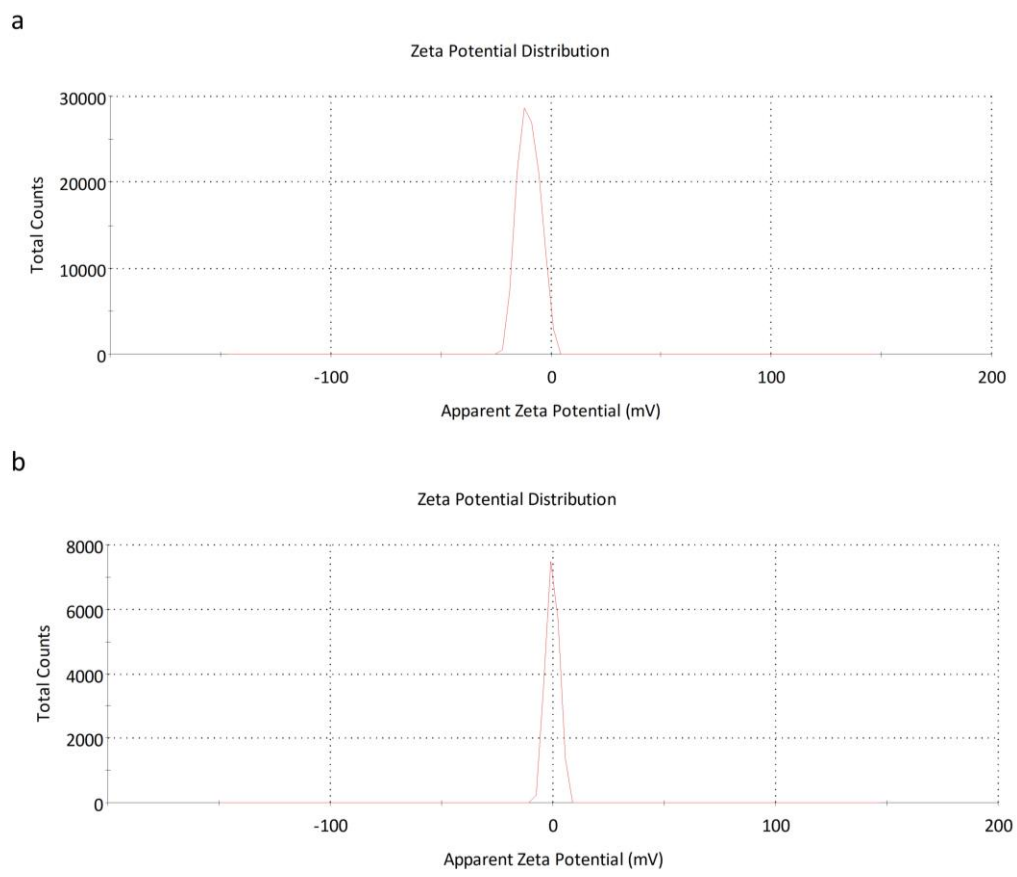 a
Zeta Potential Distribution
30000
20000
10000
0
Total Counts
-100
0
100
200
Apparent Zeta Potential (mV)
b
Zeta Potential Distribution
8000
6000
4000
2000
0
Total Counts
-100
0
100
200
Apparent Zeta Potential (mV)